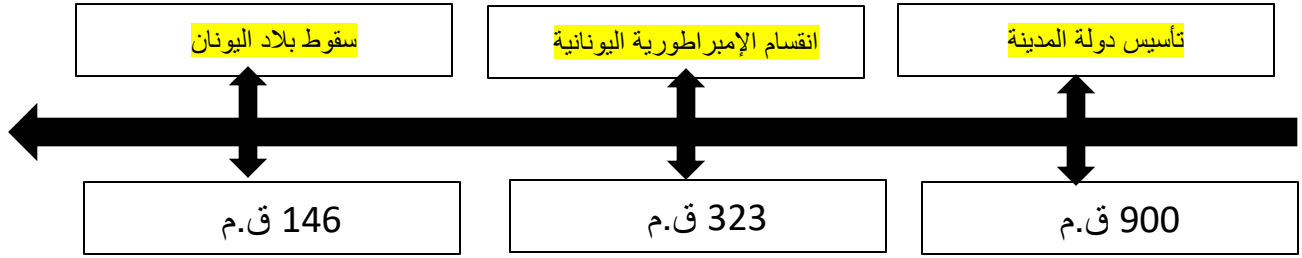 تأسيس دولة المدينة
انقسام الإمبراطورية اليونانية
سقوط بلاد اليونان
900 ق.م
323 ق.م
146 ق.م